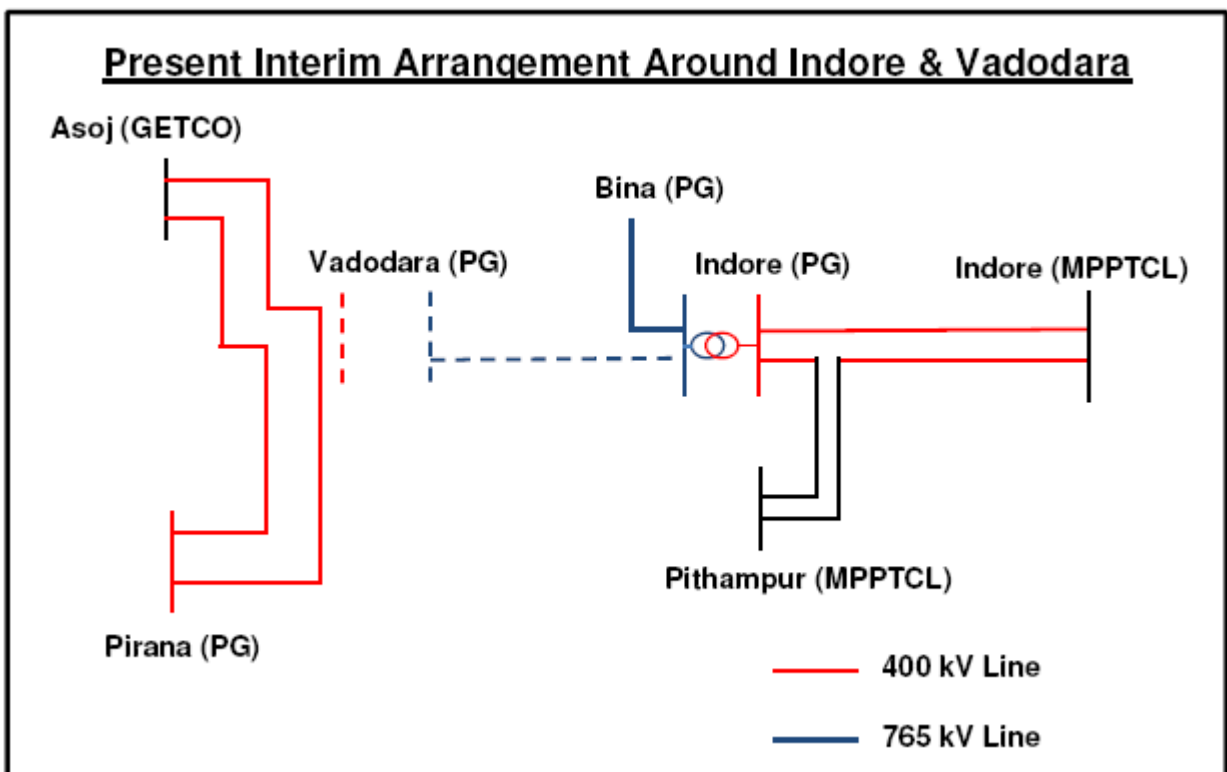 Present Interim Arrangement Around Indore & Vadodara
Asoj (GETCO)
Bina (PG)
Vadodara (PG)
Indore (PG)
Indore (MPPTCL)
Pithampur (MPPTCL)
Pirana (PG)
400 kV Line
765 kV Line